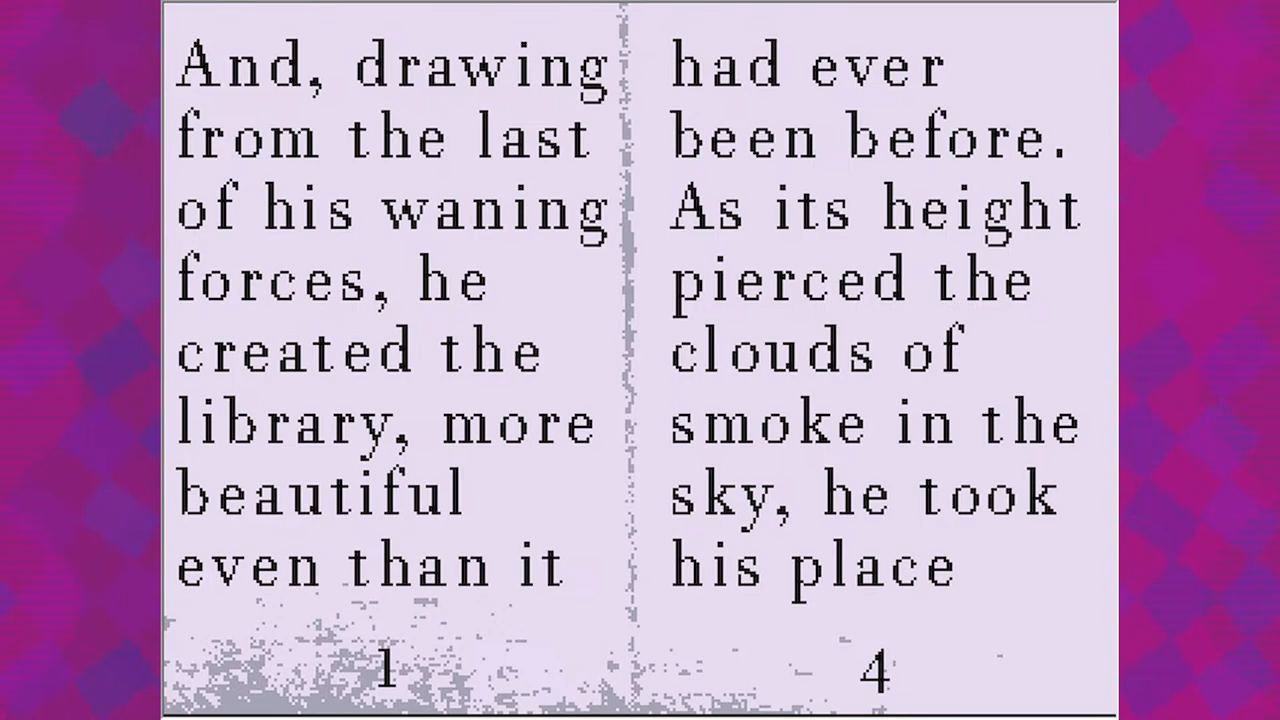 And, drawing
from the last
of his waning
forces, he
created the
library, more
beautiful
even than it
1
had ever
been before.
As its height
pierced the
clouds of
smoke in the
sky, he took
his place
4